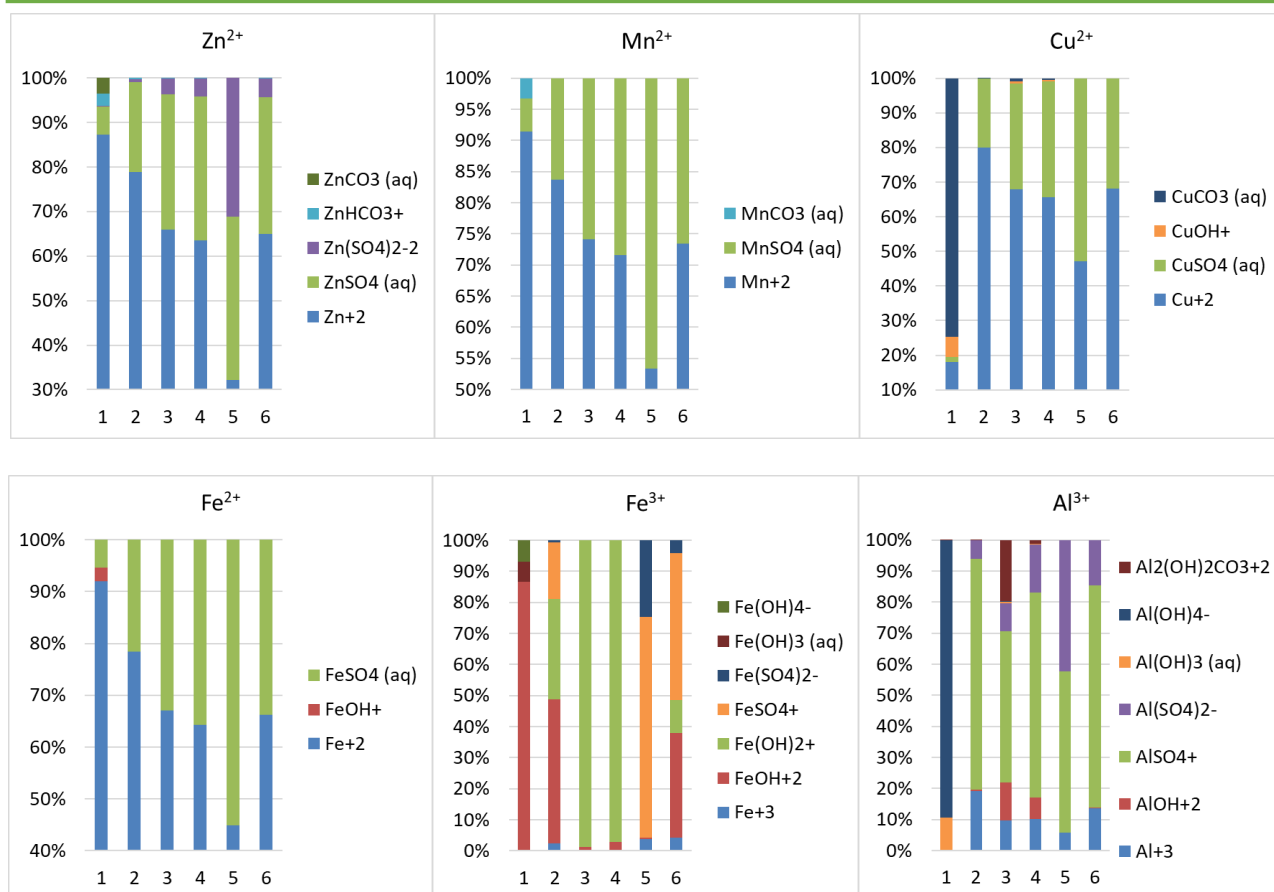 Zn²⁺
100%
90%
80%
70%
60%
50%
40%
30%
1 2 3 4 5 6
ZnCO3 (aq)
ZnHCO3+
Zn(SO4)2-2
ZnSO4 (aq)
Zn+2
Mn²⁺
100%
95%
90%
85%
80%
75%
70%
65%
60%
55%
50%
1 2 3 4 5 6
MnCO3 (aq)
MnSO4 (aq)
Mn+2
Cu²⁺
100%
90%
80%
70%
60%
50%
40%
30%
20%
10%
1 2 3 4 5 6
CuCO3 (aq)
CuOH+
CuSO4 (aq)
Cu+2
Fe²⁺
100%
90%
80%
70%
60%
50%
40%
1 2 3 4 5 6
FeSO4 (aq)
FeOH+
Fe+2
Fe³⁺
100%
90%
80%
70%
60%
50%
40%
30%
20%
10%
0%
1 2 3 4 5 6
Fe(OH)4-
Fe(OH)3 (aq)
Fe(SO4)2-
FeSO4+
Fe(OH)2+
FeOH+2
Fe+3
Al³⁺
100%
90%
80%
70%
60%
50%
40%
30%
20%
10%
0%
1 2 3 4 5 6
Al2(OH)2CO3+2
Al(OH)4-
Al(OH)3 (aq)
Al(SO4)2-
AlSO4+
AlOH+2
Al+3